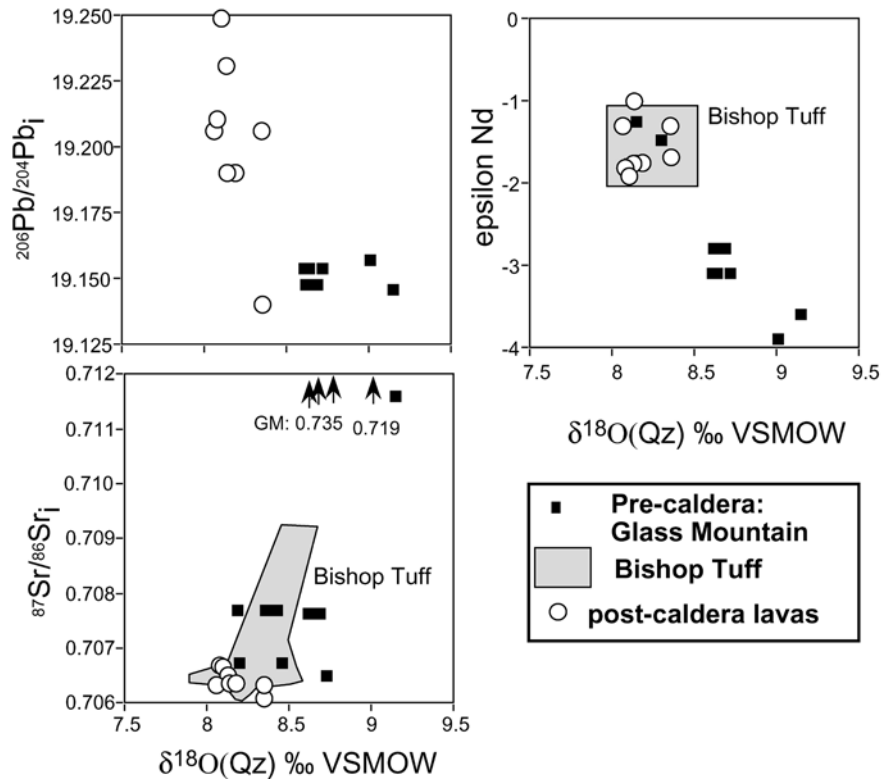 19.250
19.225
19.200
19.175
19.150
19.125
²⁰⁶Pb/²⁰⁴Pbᵢ
0
-1
-2
-3
-4
epsilon Nd
Bishop Tuff
7.5 8 8.5 9 9.5
δ¹⁸O(Qz) ‰ VSMOW
0.712
0.711
0.710
0.709
0.708
0.707
0.706
⁸⁷Sr/⁸⁶Srᵢ
GM: 0.735 0.719
Bishop Tuff
7.5 8 8.5 9 9.5
δ¹⁸O(Qz) ‰ VSMOW
Pre-caldera:
Glass Mountain
Bishop Tuff
post-caldera lavas